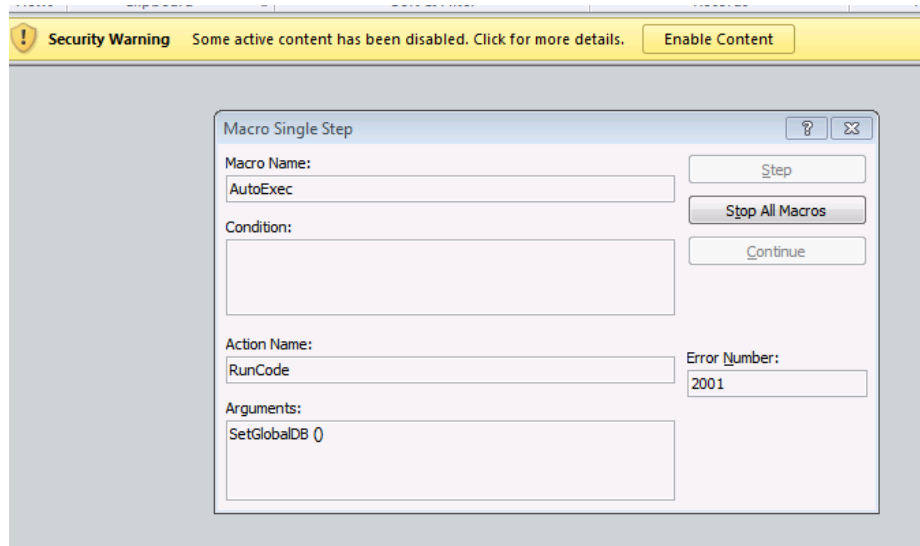 Security Warning Some active content has been disabled. Click for more details. Enable Content
Macro Single Step
Macro Name:
AutoExec
Step
Stop All Macros
Condition:
Continue
Action Name:
RunCode
Error Number:
2001
Arguments:
SetGlobalDB ()